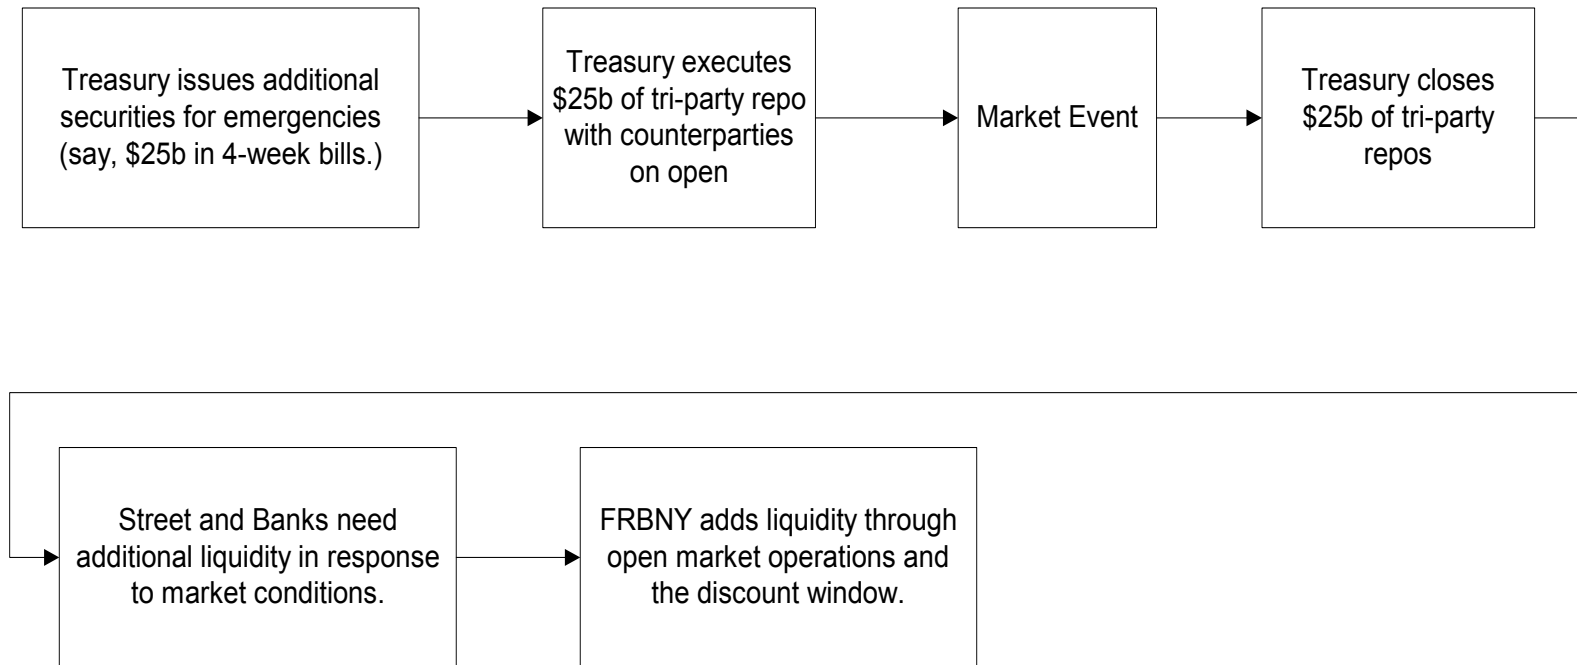 Treasury issues additional
securities for emergencies
(say, $25b in 4-week bills.)
Treasury executes
$25b of tri-party repo
with counterparties
on open
Market Event
Treasury closes
$25b of tri-party
repos
Street and Banks need
additional liquidity in response
to market conditions.
FRBNY adds liquidity through
open market operations and
the discount window.